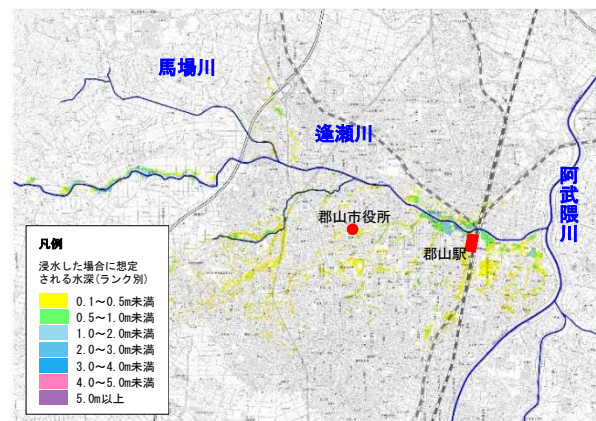 馬場川
逢瀬川
阿武隈川
郡山市役所
郡山駅
凡例
浸水した場合に想定
される水深(ランク別)
0.1～0.5m未満
0.5～1.0m未満
1.0～2.0m未満
2.0～3.0m未満
3.0～4.0m未満
4.0～5.0m未満
5.0m以上